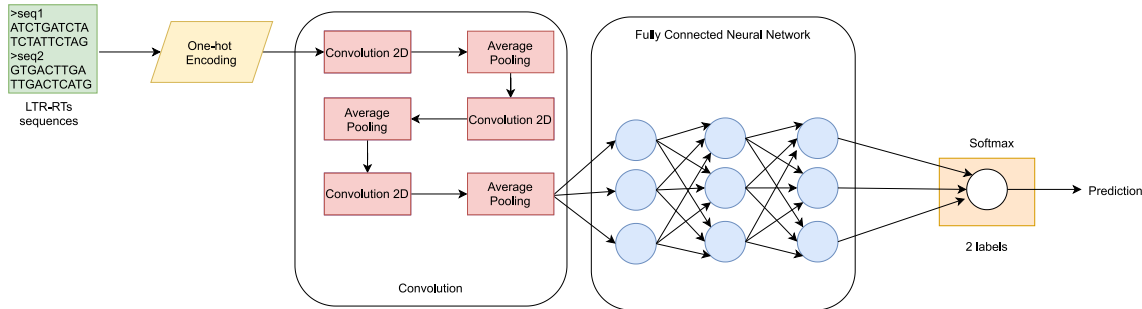 >seq1
ATCTGATCTA
TCTATTCTAG
>seq2
GTGACTTGA
TTGACTCATG
LTR-RTs
sequences
One-hot
Encoding
Convolution 2D
Average
Pooling
Average
Pooling
Convolution 2D
Convolution 2D
Average
Pooling
Convolution
Fully Connected Neural Network
Softmax
2 labels
Prediction